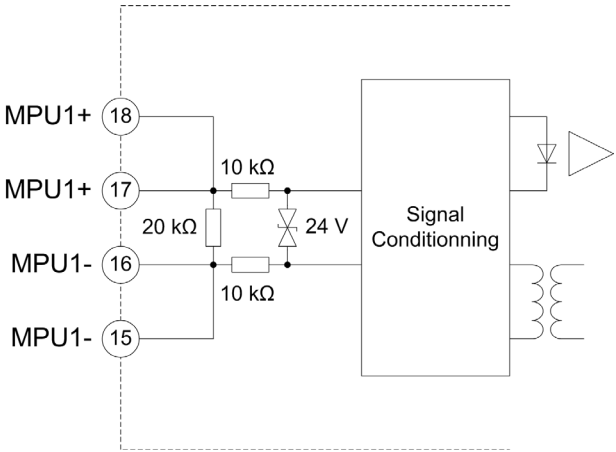 MPU1+ 18
10 kΩ
MPU1+ 17
20 kΩ
24 V
Signal
Conditionning
MPU1- 16
10 kΩ
MPU1- 15